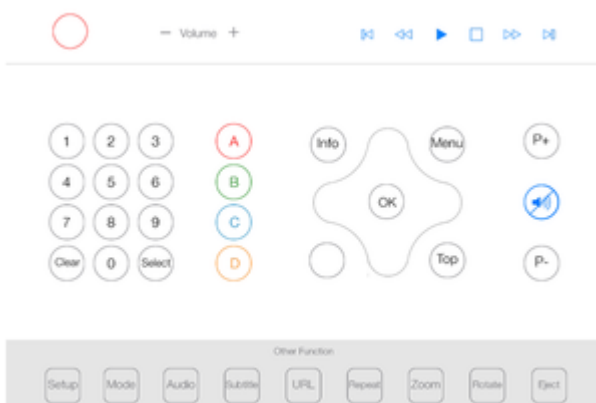 − Volume +
1 2 3 A Info Menu P+
4 5 6 B
OK
7 8 9 C
Clear 0 Select D Top P-
Other Function
Setup Mode Audio Subtitle URL Repeat Zoom Rotate Eject